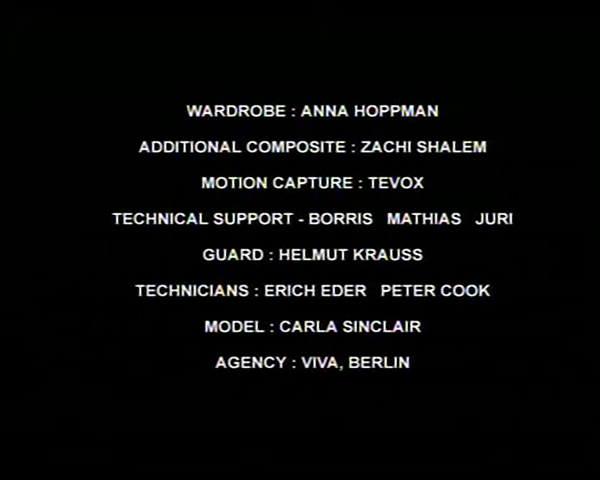 WARDROBE : ANNA HOPPMAN
ADDITIONAL COMPOSITE : ZACHI SHALEM
MOTION CAPTURE : TEVOX
TECHNICAL SUPPORT - BORRIS MATHIAS JURI
GUARD : HELMUT KRAUSS
TECHNICIANS : ERICH EDER PETER COOK
MODEL : CARLA SINCLAIR
AGENCY : VIVA, BERLIN